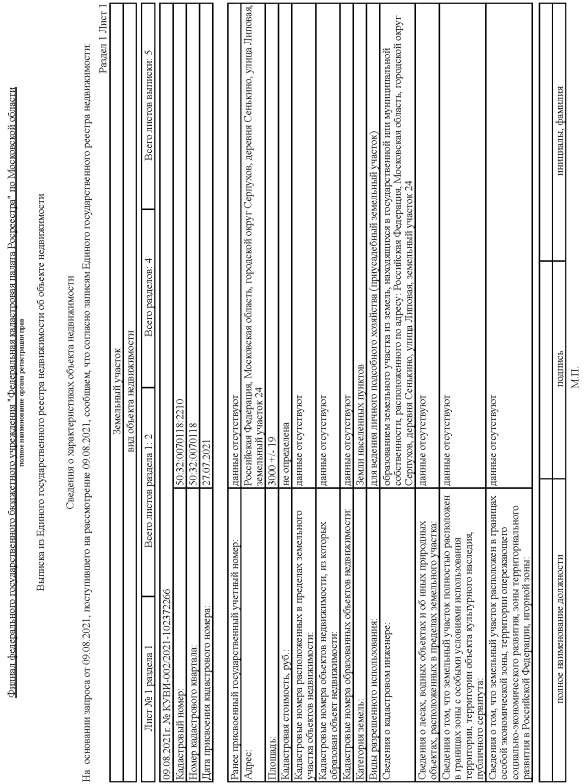 Филиал федерального государственного бюджетного учреждения "Федеральная кадастровая палата Росреестра" по Московской области
полное наименование органа регистрации прав
Выписка из Единого государственного реестра недвижимости об объекте недвижимости
Сведения о характеристиках объекта недвижимости
На основании запроса от 09.08.2021, поступившего на рассмотрение 09.08.2021, сообщаем, что согласно записям Единого государственного реестра недвижимости:
Раздел 1 Лист 1
Земельный участок
вид объекта недвижимости
Лист № 1 раздела 1 Всего листов раздела 1: 2 Всего разделов: 4 Всего листов выписки: 5
09.08.2021г. № КУВИ-002/2021-102372266
Кадастровый номер: 50:32:0070118:2210
Номер кадастрового квартала: 50:32:0070118
Дата присвоения кадастрового номера: 27.07.2021
Ранее присвоенный государственный учетный номер: данные отсутствуют
Адрес: Российская Федерация, Московская область, городской округ Серпухов, деревня Сенькино, улица Липовая,
земельный участок 24
Площадь: 3000 +/- 19
Кадастровая стоимость, руб.: не определена
Кадастровые номера расположенных в пределах земельного данные отсутствуют
участка объектов недвижимости:
Кадастровые номера объектов недвижимости, из которых данные отсутствуют
образован объект недвижимости:
Кадастровые номера образованных объектов недвижимости: данные отсутствуют
Категория земель: Земли населенных пунктов
Виды разрешенного использования: для ведения личного подсобного хозяйства (приусадебный земельный участок)
Сведения о кадастровом инженере: образованием земельного участка из земель, находящихся в государственной или муниципальной
собственности, расположенного по адресу: Российская Федерация, Московская область, городской округ
Серпухов, деревня Сенькино, улица Липовая, земельный участок 24
Сведения о лесах, водных объектах и об иных природных данные отсутствуют
объектах, расположенных в пределах земельного участка:
Сведения о том, что земельный участок полностью расположен данные отсутствуют
в границах зоны с особыми условиями использования
территории, территории объекта культурного наследия,
публичного сервитута:
Сведения о том, что земельный участок расположен в границах данные отсутствуют
особой экономической зоны, территории опережающего
социально-экономического развития, зоны территориального
развития в Российской Федерации, игорной зоны:
полное наименование должности подпись инициалы, фамилия
М.П.